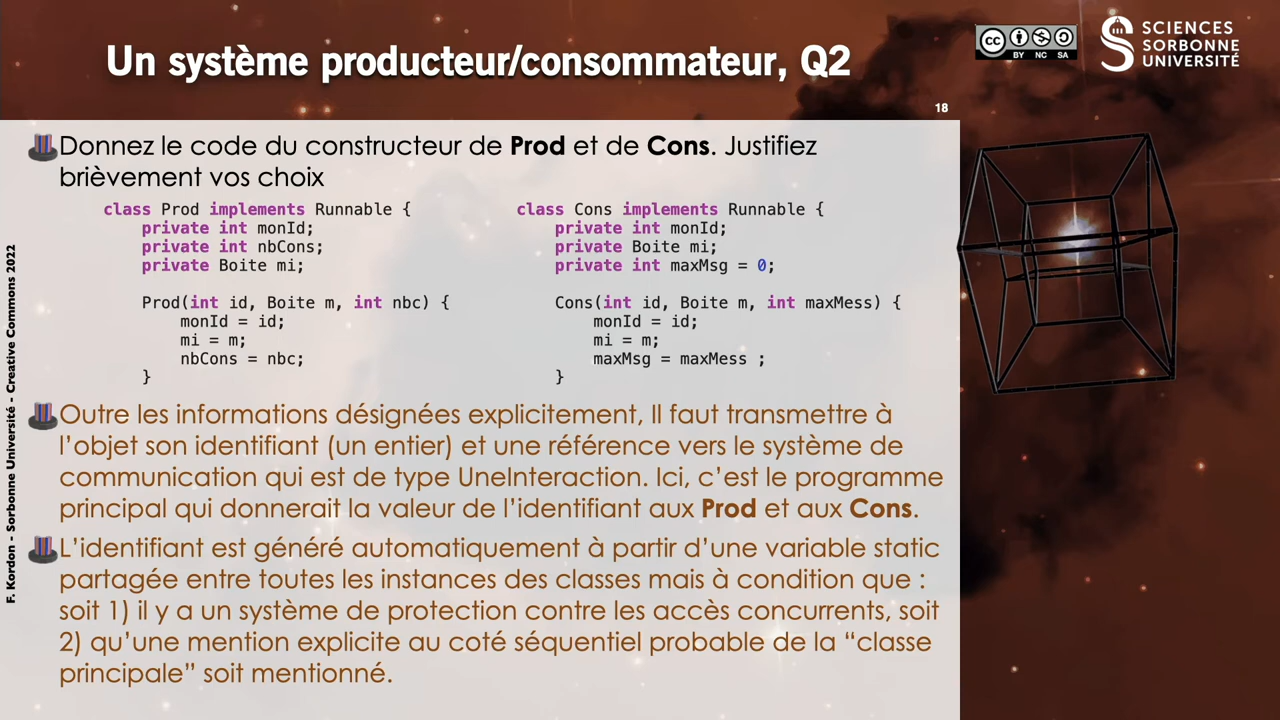 Un système producteur/consommateur, Q2
CC BY NC SA
SCIENCES
SORBONNE
UNIVERSITÉ
18
F. Kordon - Sorbonne Université - Creative Commons 2022
Donnez le code du constructeur de Prod et de Cons. Justifiez
brièvement vos choix
class Prod implements Runnable {
    private int monId;
    private int nbCons;
    private Boite mi;

    Prod(int id, Boite m, int nbc) {
        monId = id;
        mi = m;
        nbCons = nbc;
    }
class Cons implements Runnable {
    private int monId;
    private Boite mi;
    private int maxMsg = 0;

    Cons(int id, Boite m, int maxMess) {
        monId = id;
        mi = m;
        maxMsg = maxMess ;
    }
Outre les informations désignées explicitement, Il faut transmettre à
l’objet son identifiant (un entier) et une référence vers le système de
communication qui est de type UneInteraction. Ici, c’est le programme
principal qui donnerait la valeur de l’identifiant aux Prod et aux Cons.
L’identifiant est généré automatiquement à partir d’une variable static
partagée entre toutes les instances des classes mais à condition que :
soit 1) il y a un système de protection contre les accès concurrents, soit
2) qu’une mention explicite au coté séquentiel probable de la “classe
principale” soit mentionné.